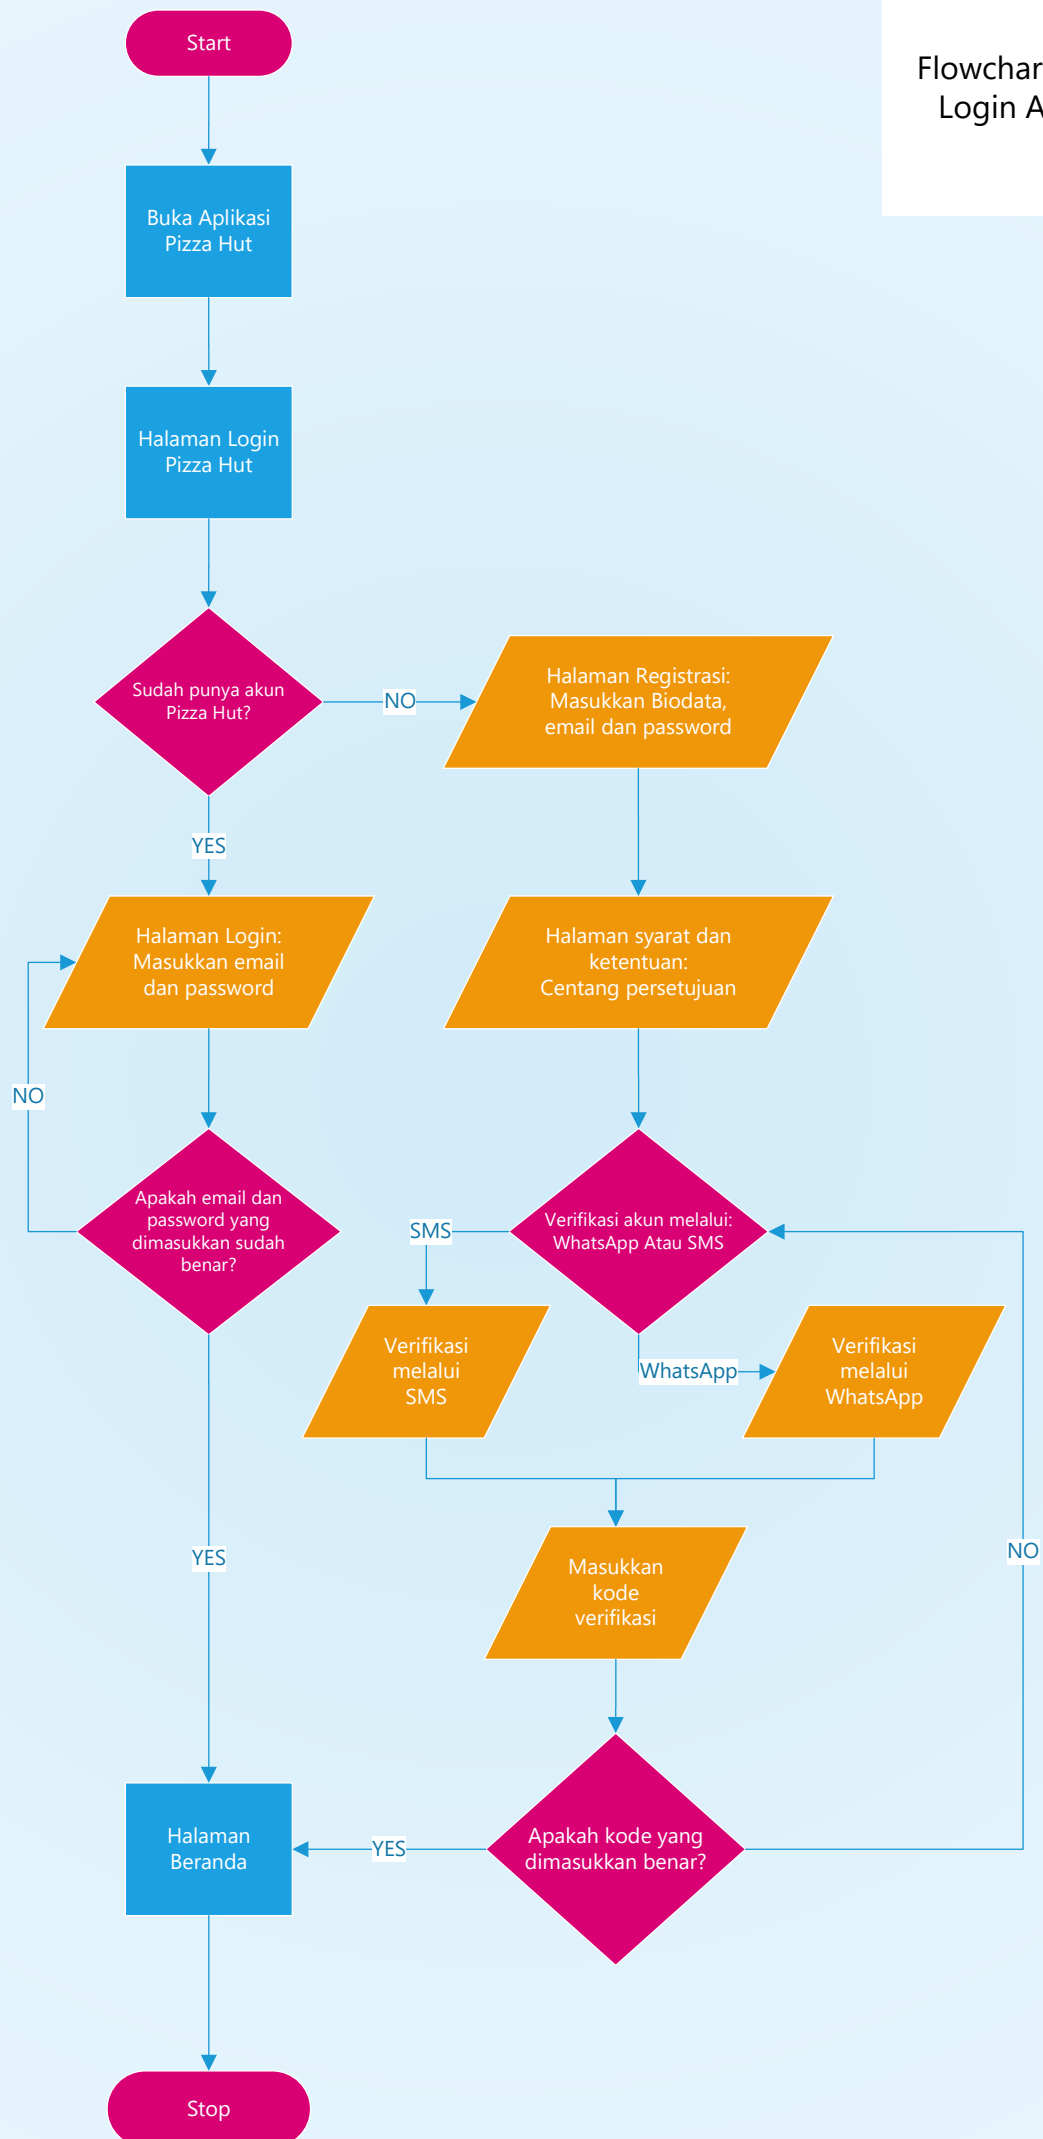 Start
Flowchar
Login A
Buka Aplikasi
Pizza Hut
Halaman Login
Pizza Hut
Sudah punya akun
Pizza Hut?
NO
Halaman Registrasi:
Masukkan Biodata,
email dan password
YES
Halaman Login:
Masukkan email
dan password
Halaman syarat dan
ketentuan:
Centang persetujuan
NO
Apakah email dan
password yang
dimasukkan sudah
benar?
Verifikasi akun melalui:
WhatsApp Atau SMS
SMS
Verifikasi
melalui
SMS
WhatsApp
Verifikasi
melalui
WhatsApp
YES
Masukkan
kode
verifikasi
NO
Halaman
Beranda
YES
Apakah kode yang
dimasukkan benar?
Stop